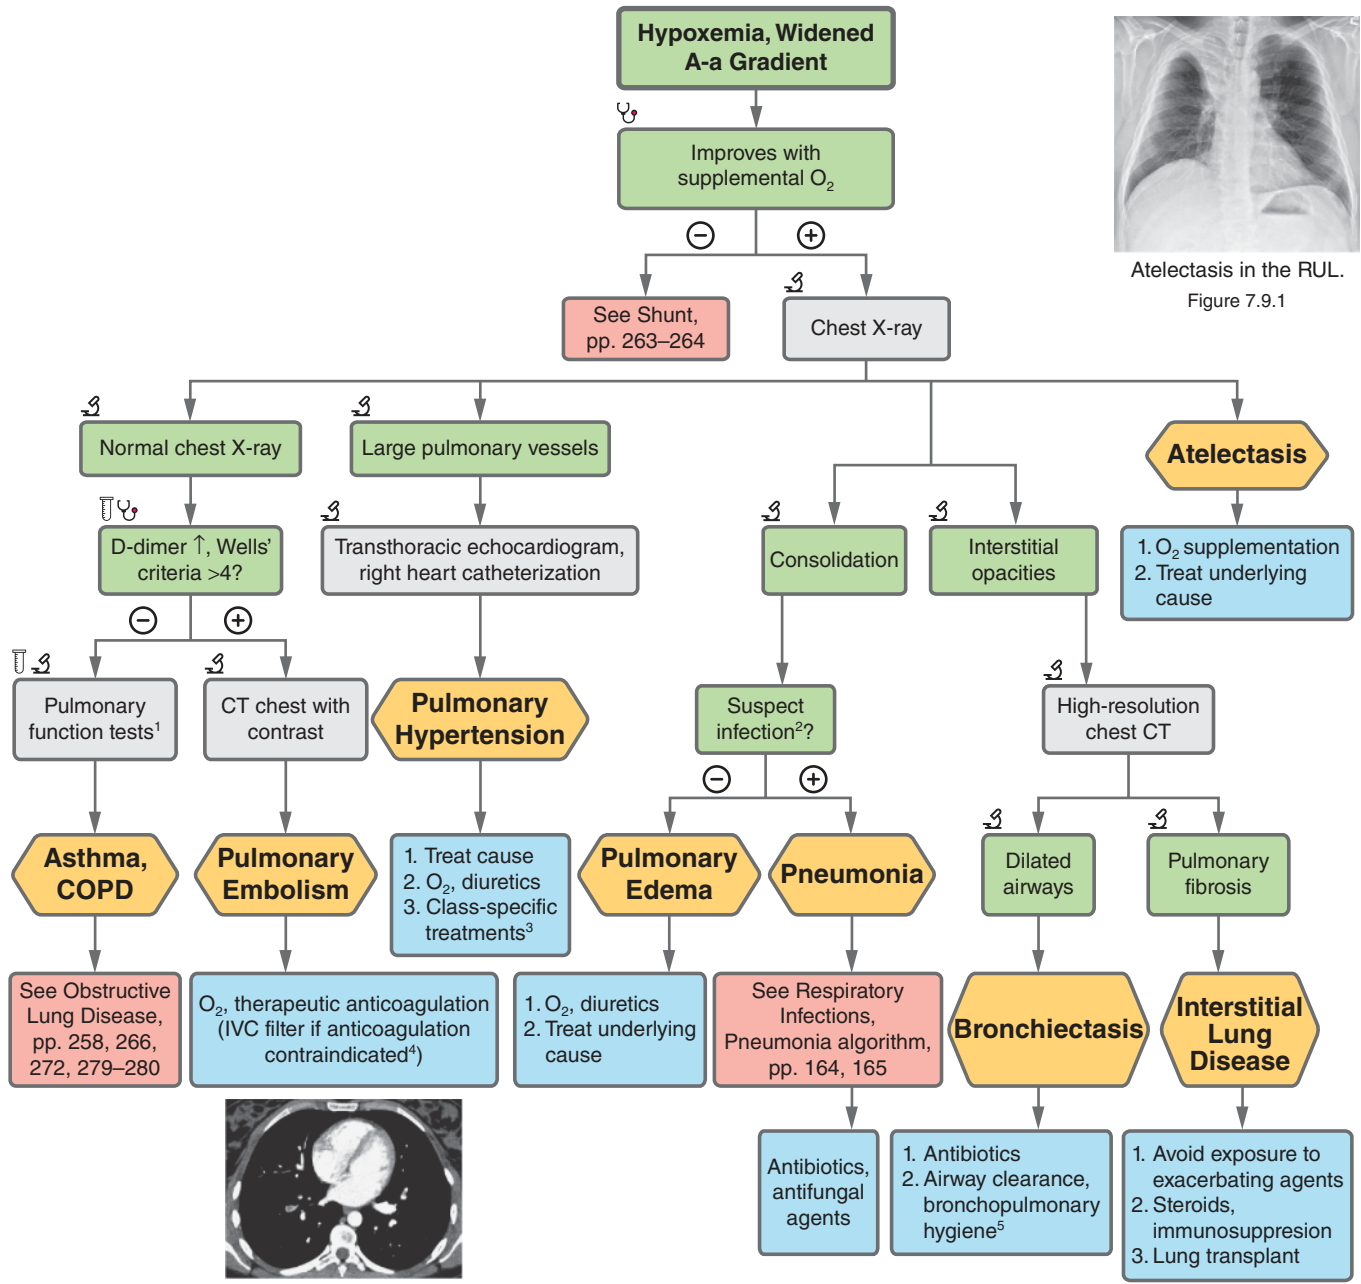 Hypoxemia, Widened
A-a Gradient
Improves with
supplemental O₂
Atelectasis in the RUL.
Figure 7.9.1
−
+
See Shunt,
pp. 263–264
Chest X-ray
Normal chest X-ray
Large pulmonary vessels
Atelectasis
D-dimer ↑, Wells'
criteria >4?
Transthoracic echocardiogram,
right heart catheterization
Consolidation
Interstitial
opacities
1. O₂ supplementation
2. Treat underlying
cause
−
+
Pulmonary
function tests¹
CT chest with
contrast
Pulmonary
Hypertension
Suspect
infection²?
High-resolution
chest CT
−
+
Asthma,
COPD
Pulmonary
Embolism
1. Treat cause
2. O₂, diuretics
3. Class-specific
treatments³
Pulmonary
Edema
Pneumonia
Dilated
airways
Pulmonary
fibrosis
See Obstructive
Lung Disease,
pp. 258, 266,
272, 279–280
O₂, therapeutic anticoagulation
(IVC filter if anticoagulation
contraindicated⁴)
1. O₂, diuretics
2. Treat underlying
cause
See Respiratory
Infections,
Pneumonia algorithm,
pp. 164, 165
Bronchiectasis
Interstitial
Lung
Disease
Antibiotics,
antifungal
agents
1. Antibiotics
2. Airway clearance,
bronchopulmonary
hygiene⁵
1. Avoid exposure to
exacerbating agents
2. Steroids,
immunosuppresion
3. Lung transplant